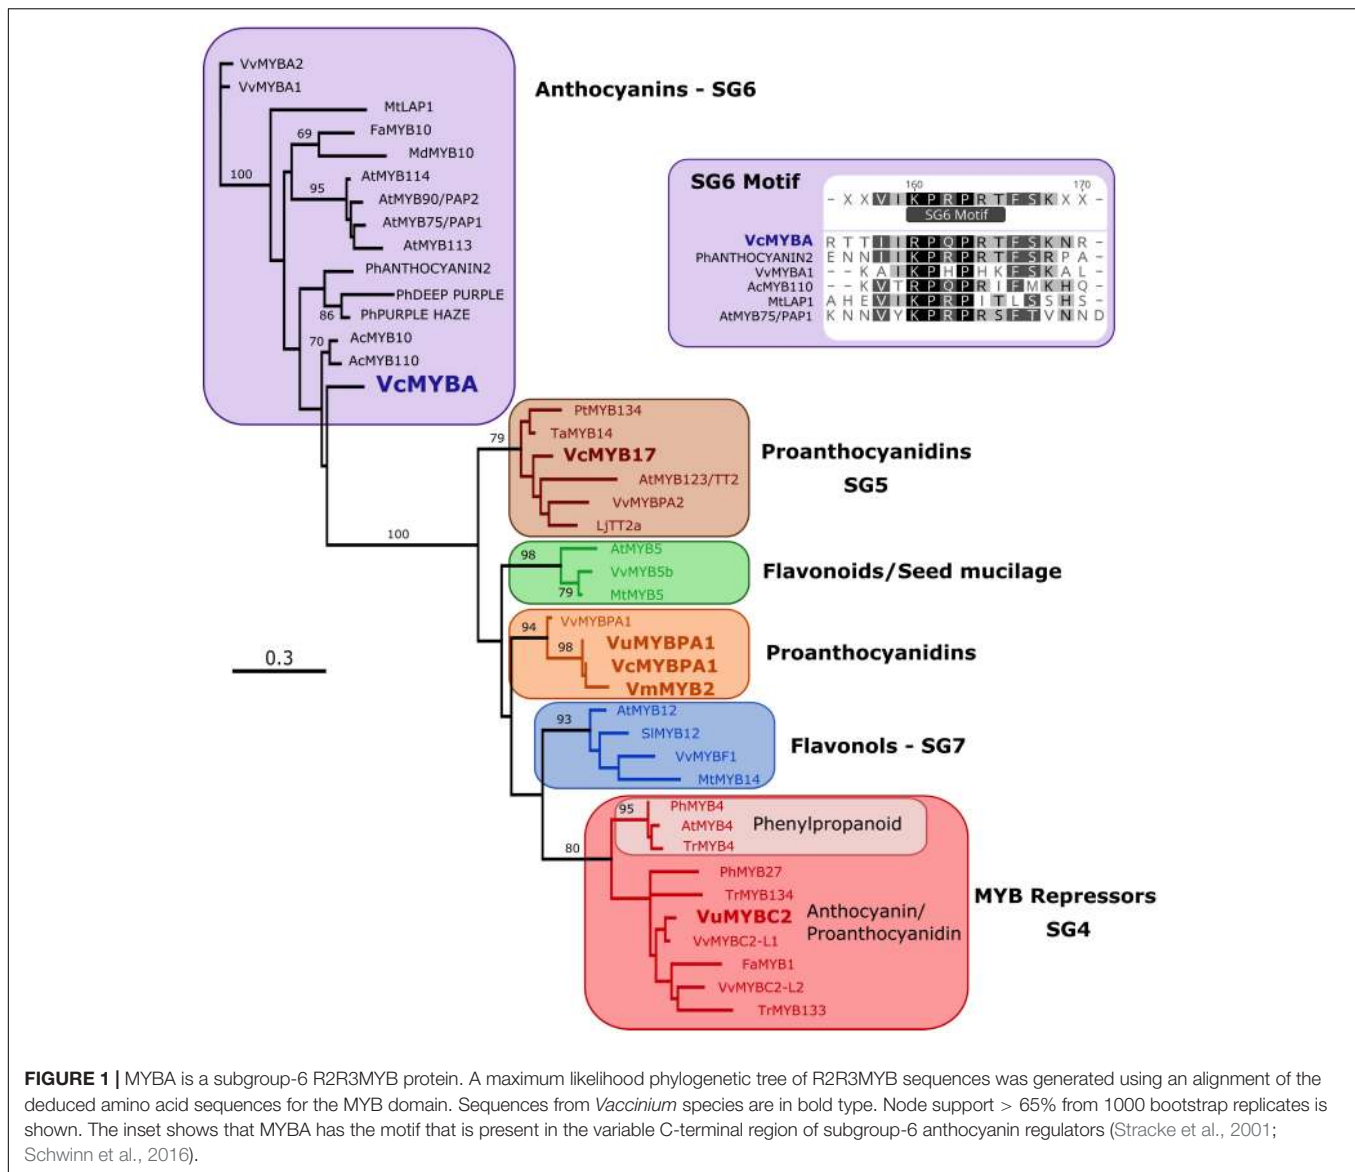 VvMYBA2
VvMYBA1
Anthocyanins - SG6
MtLAP1
69
FaMYB10
MdMYB10
100
95
AtMYB114
AtMYB90/PAP2
AtMYB75/PAP1
AtMYB113
PhANTHOCYANIN2
PhDEEP PURPLE
86
PhPURPLE HAZE
70
AcMYB10
AcMYB110
VcMYBA
SG6 Motif
160 170
- X X V I K P R P R T F S K X X -
SG6 Motif
VcMYBA R T T I I R P Q P R T F S K N R -
PhANTHOCYANIN2 E N N I I K P R P R T F S R P A -
VvMYBA1 - - K A I K P H P H K F S K A L -
AcMYB110 - - K V T R P Q P R I F M K H Q -
MtLAP1 A H E V I K P R P I T L S S H S -
AtMYB75/PAP1 K N N V Y K P R P R S F T V N N D
79
PtMYB134
TaMYB14
VcMYB17
AtMYB123/TT2
VvMYBPA2
LjTT2a
Proanthocyanidins
SG5
100
98
AtMYB5
VvMYB5b
79
MtMYB5
Flavonoids/Seed mucilage
94
VvMYBPA1
98
VuMYBPA1
VcMYBPA1
VmMYB2
Proanthocyanidins
0.3
93
AtMYB12
SlMYB12
VvMYBF1
MtMYB14
Flavonols - SG7
80
95
PhMYB4
AtMYB4
TrMYB4
Phenylpropanoid
PhMYB27
TrMYB134
VuMYBC2
VvMYBC2-L1
FaMYB1
VvMYBC2-L2
TrMYB133
Anthocyanin/
Proanthocyanidin
MYB Repressors
SG4
FIGURE 1 | MYBA is a subgroup-6 R2R3MYB protein. A maximum likelihood phylogenetic tree of R2R3MYB sequences was generated using an alignment of the
deduced amino acid sequences for the MYB domain. Sequences from Vaccinium species are in bold type. Node support > 65% from 1000 bootstrap replicates is
shown. The inset shows that MYBA has the motif that is present in the variable C-terminal region of subgroup-6 anthocyanin regulators (Stracke et al., 2001;
Schwinn et al., 2016).